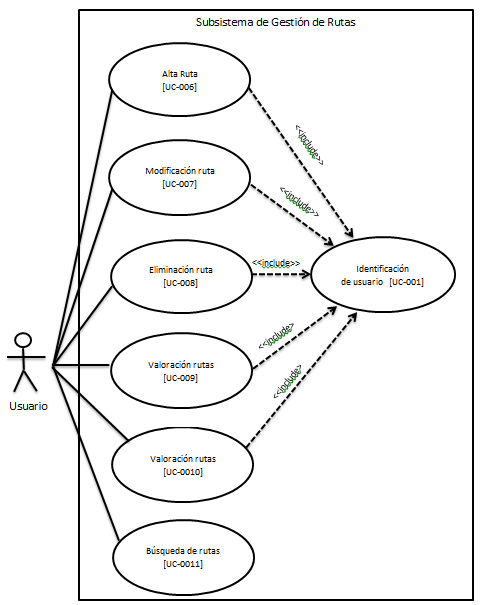 Subsistema de Gestión de Rutas
Alta Ruta
[UC-006]
<<include>>
Modificación ruta
[UC-007]
<<include>>
Eliminación ruta
[UC-008]
<<include>>
Identificación
de usuario [UC-001]
<<include>
Valoración rutas
[UC-009]
<<include>
Usuario
Valoración rutas
[UC-0010]
Búsqueda de rutas
[UC-0011]